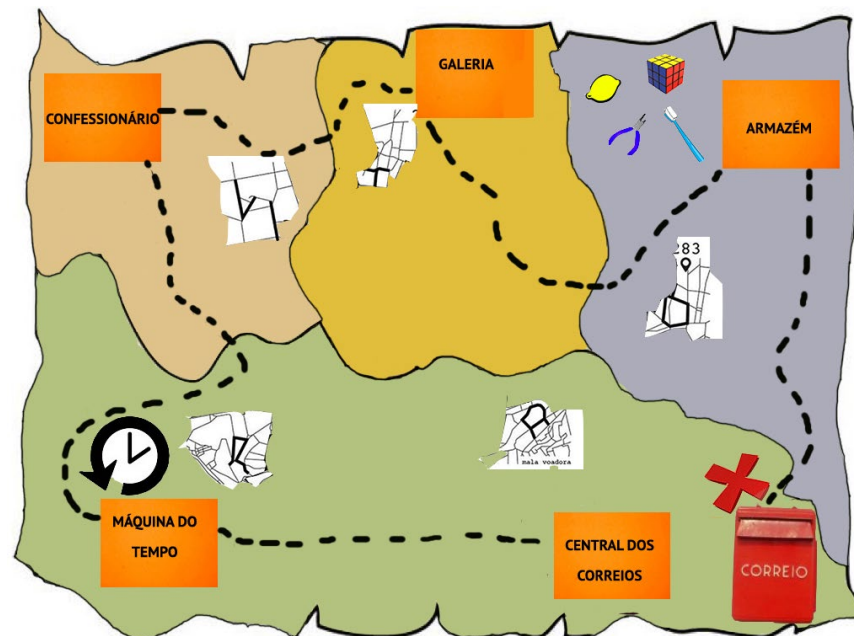 GALERIA
CONFESSIONÁRIO
ARMAZÉM
283
mala voadora
MÁQUINA DO
TEMPO
CENTRAL DOS
CORREIOS
CORREIO